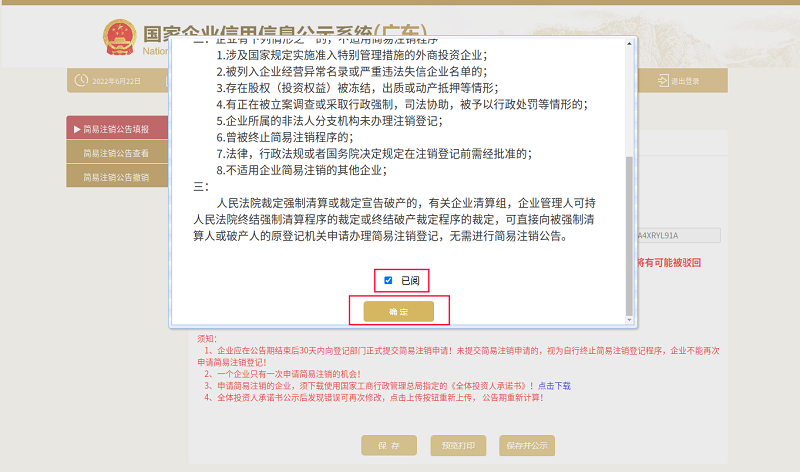 国家企业信用信息公示系统(广东)
Nation
2022年6月22日
退出登录
简易注销公告填报
简易注销公告查看
简易注销公告撤销
二：企业有下列情形之一的，不适用简易注销程序
1.涉及国家规定实施准入特别管理措施的外商投资企业；
2.被列入企业经营异常名录或严重违法失信企业名单的；
3.存在股权（投资权益）被冻结，出质或动产抵押等情形；
4.有正在被立案调查或采取行政强制，司法协助，被予以行政处罚等情形的；
5.企业所属的非法人分支机构未办理注销登记；
6.曾被终止简易注销程序的；
7.法律，行政法规或者国务院决定规定在注销登记前需经批准的；
8.不适用企业简易注销的其他企业；
三：
人民法院裁定强制清算或裁定宣告破产的，有关企业清算组，企业管理人可持
人民法院终结强制清算程序的裁定或终结破产裁定程序的裁定，可直接向被强制清
算人或破产人的原登记机关申请办理简易注销登记，无需进行简易注销公告。
已阅
确 定
A4XRYL91A
将有可能被驳回
须知：
1、企业应在公告期结束后30天内向登记部门正式提交简易注销申请！未提交简易注销申请的，视为自行终止简易注销登记程序，企业不能再次
申请简易注销登记！
2、一个企业只有一次申请简易注销的机会！
3、申请简易注销的企业，须下载使用国家工商行政管理总局指定的《全体投资人承诺书》！点击下载
4、全体投资人承诺书公示后发现错误可再次修改，点击上传按钮重新上传， 公告期重新计算！
保 存
预览打印
保存并公示